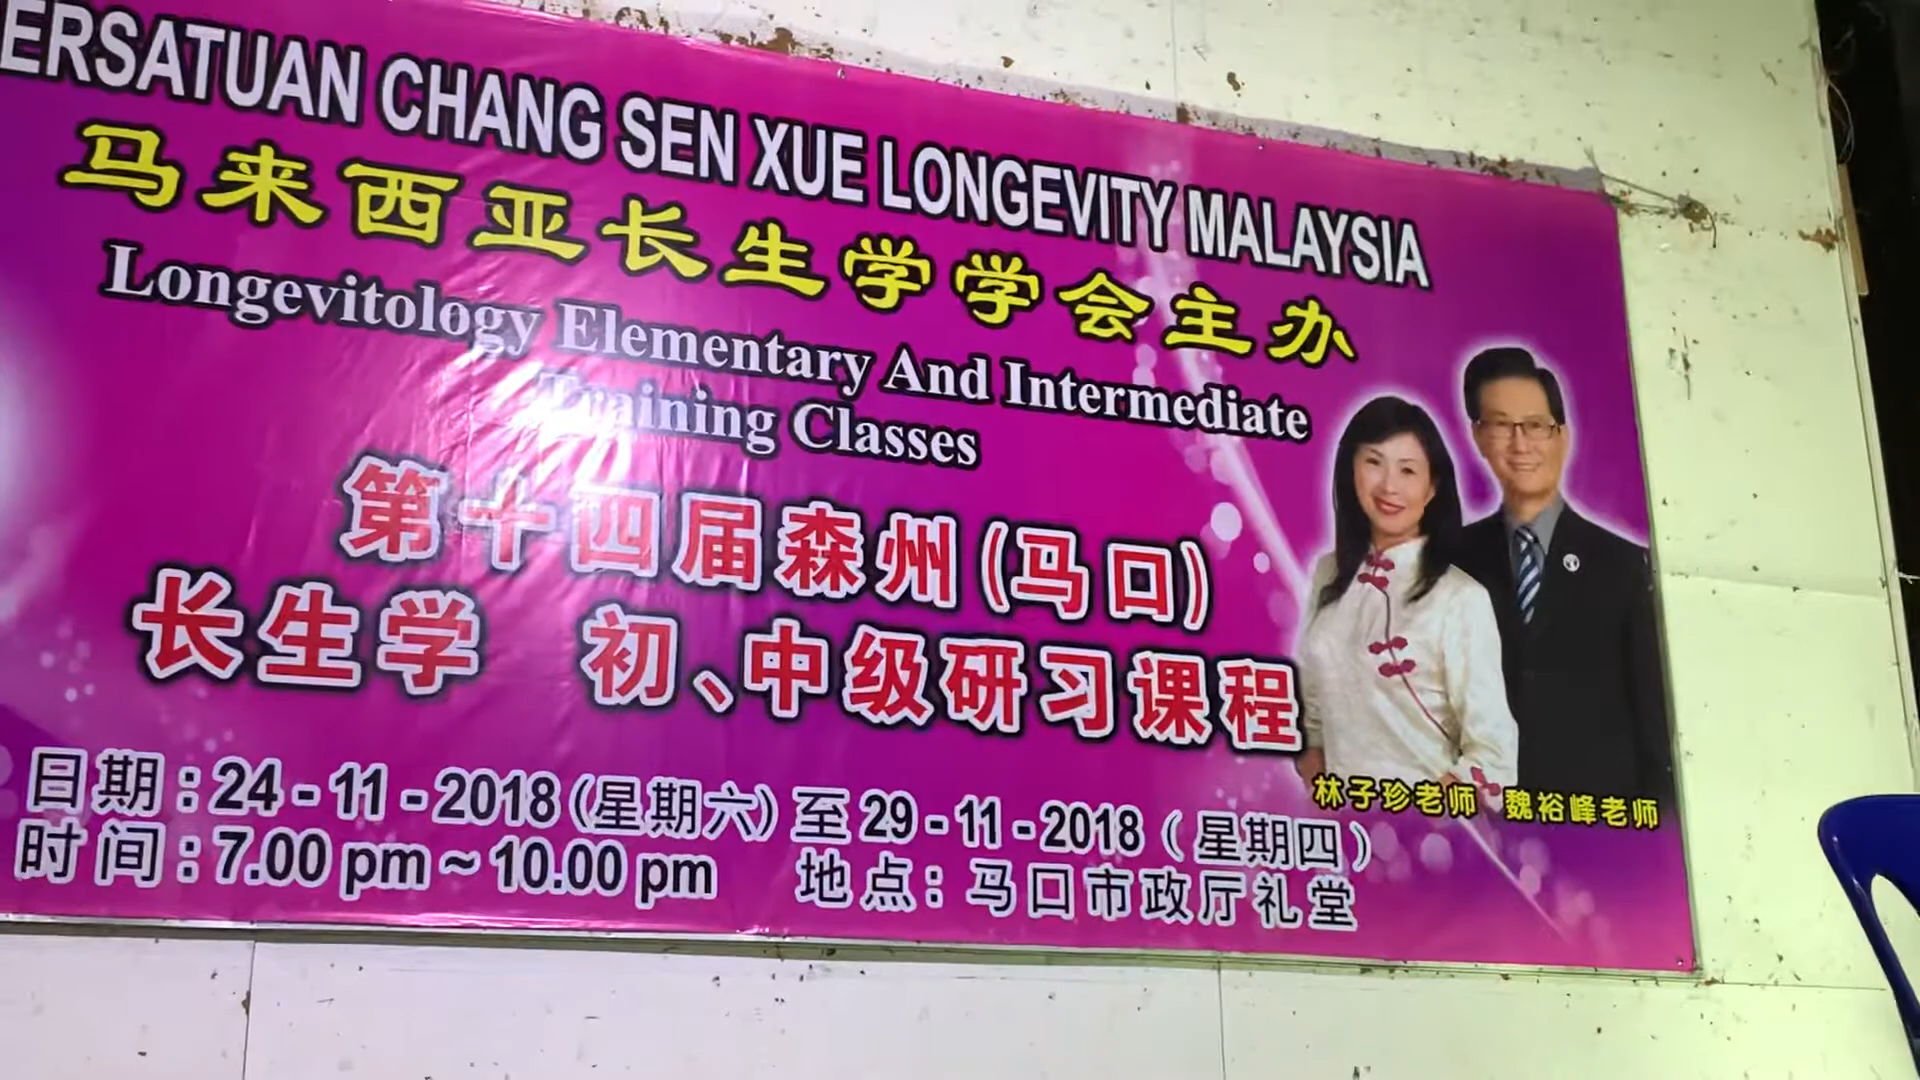 ERSATUAN CHANG SEN XUE LONGEVITY MALAYSIA
马来西亚长生学学会主办
Longevitology Elementary And Intermediate
Training Classes
第十四届森州(马口)
长生学 初、中级研习课程
林子珍老师 魏裕峰老师
日期:24-11-2018(星期六)至29-11-2018(星期四)
时间:7.00 pm~10.00 pm 地点:马口市政厅礼堂